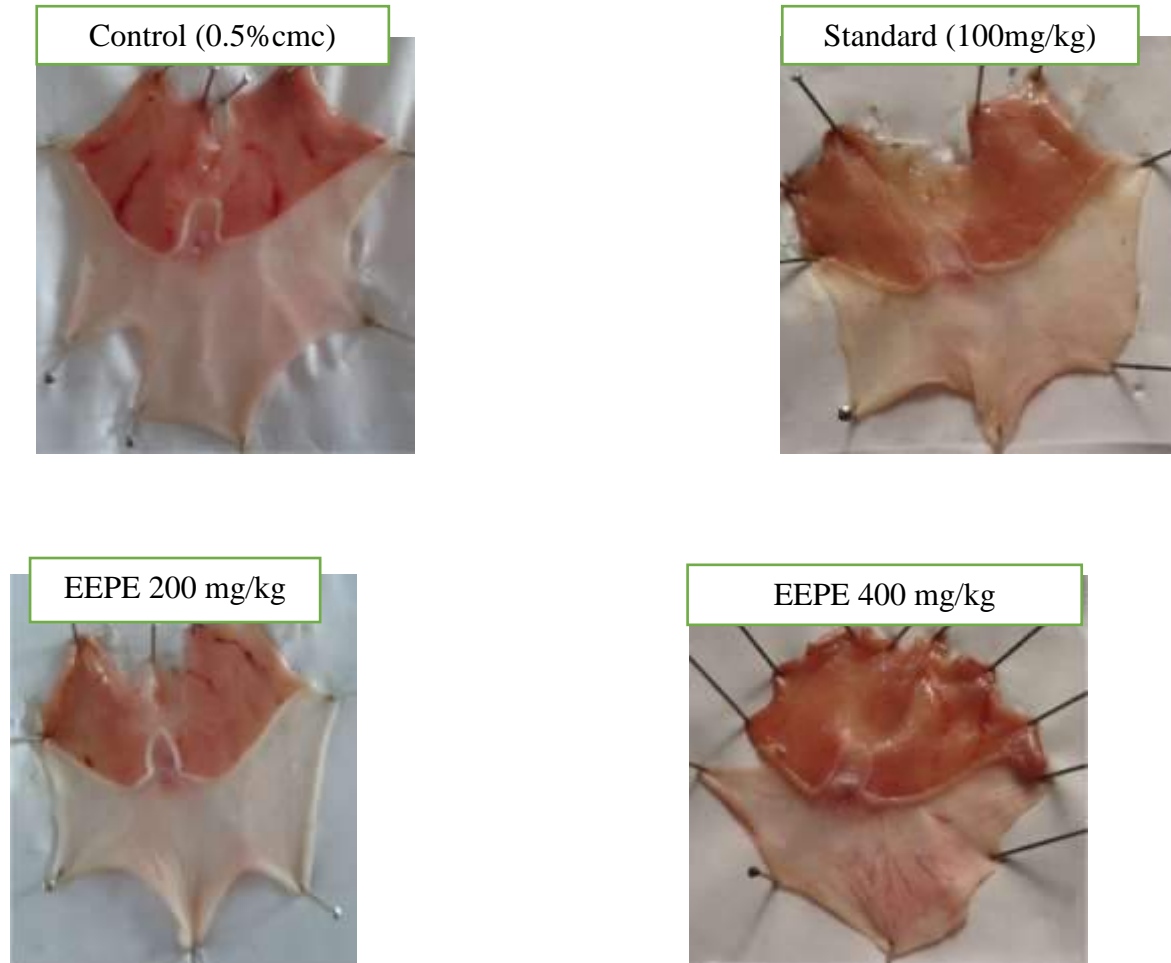 Control (0.5%cmc)
Standard (100mg/kg)
EEPE 200 mg/kg
EEPE 400 mg/kg